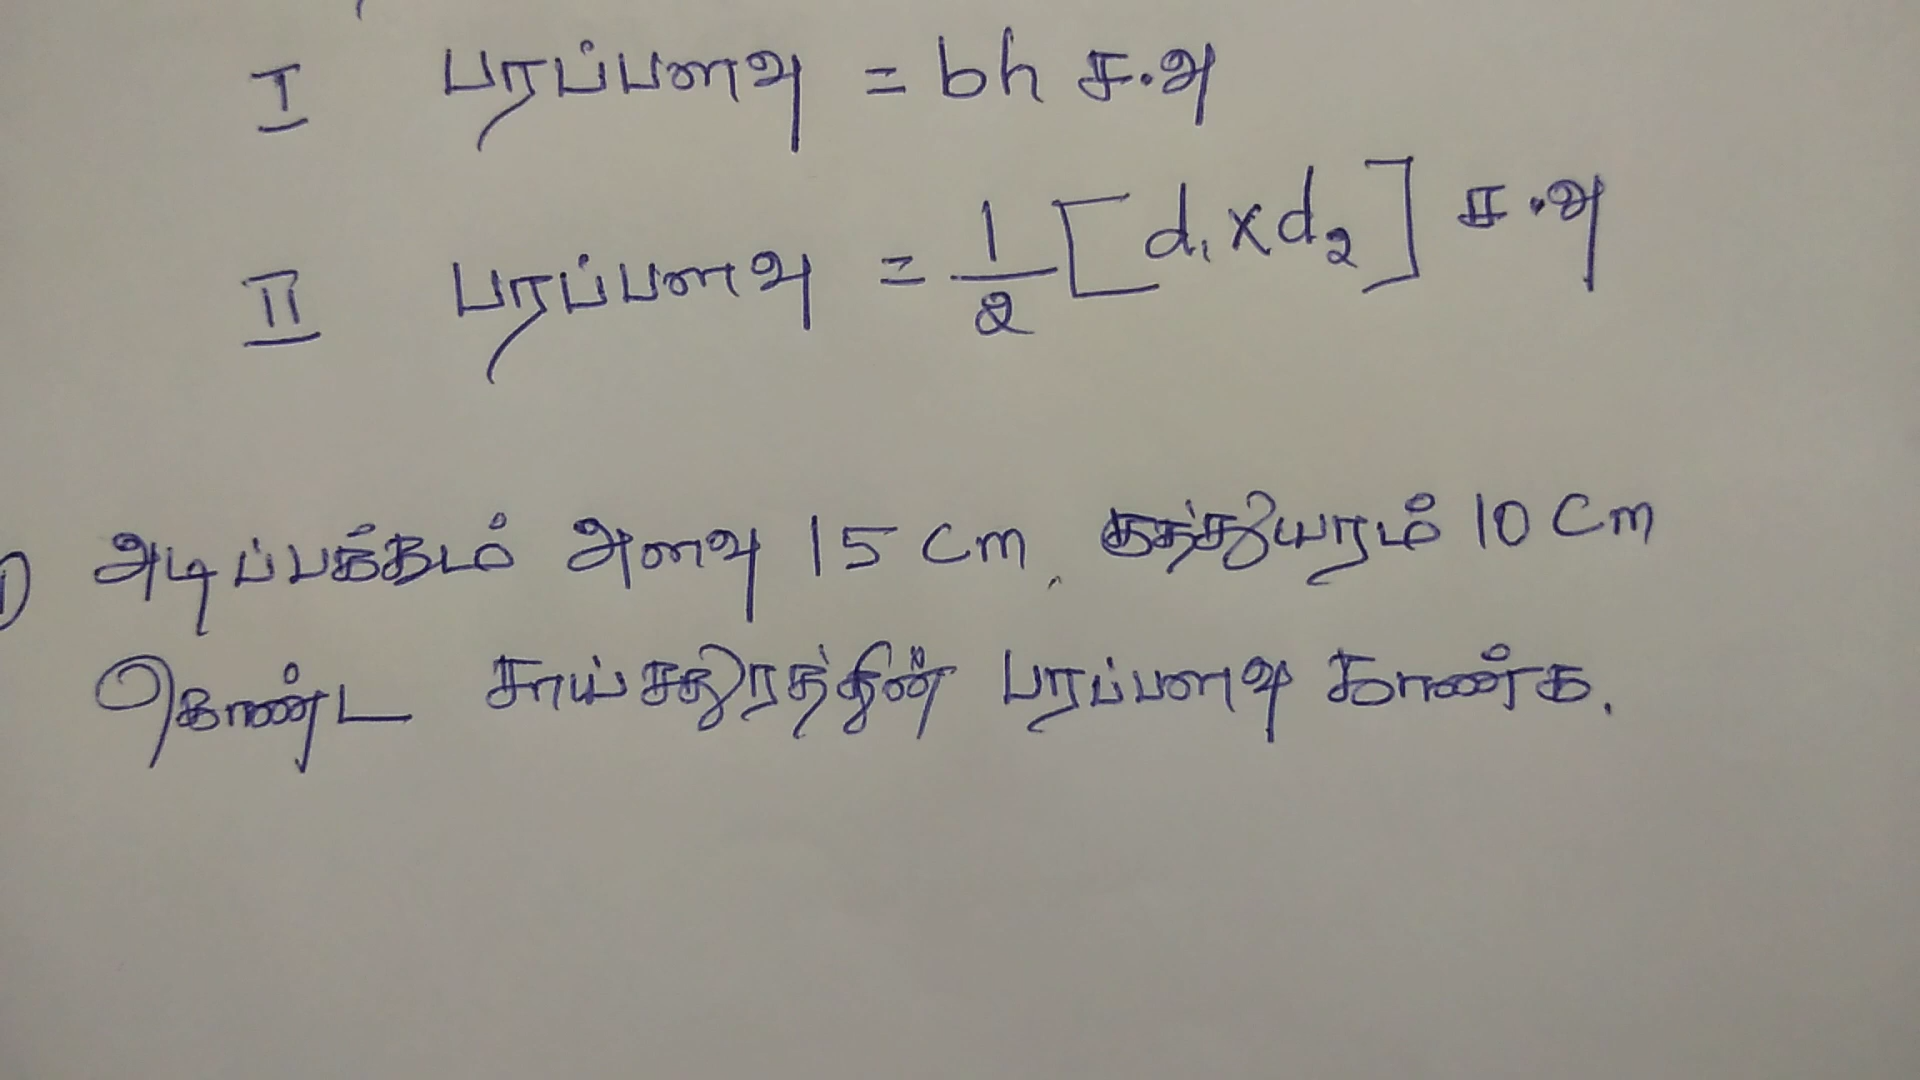 I பரப்பளவு = bh ச.அ
II பரப்பளவு = 1/2 [d₁ x d₂] ச.அ
1) அடிப்பக்கம் அளவு 15 cm, குத்துயரம் 10 cm
கொண்ட சாய்சதுரத்தின் பரப்பளவு காண்க.